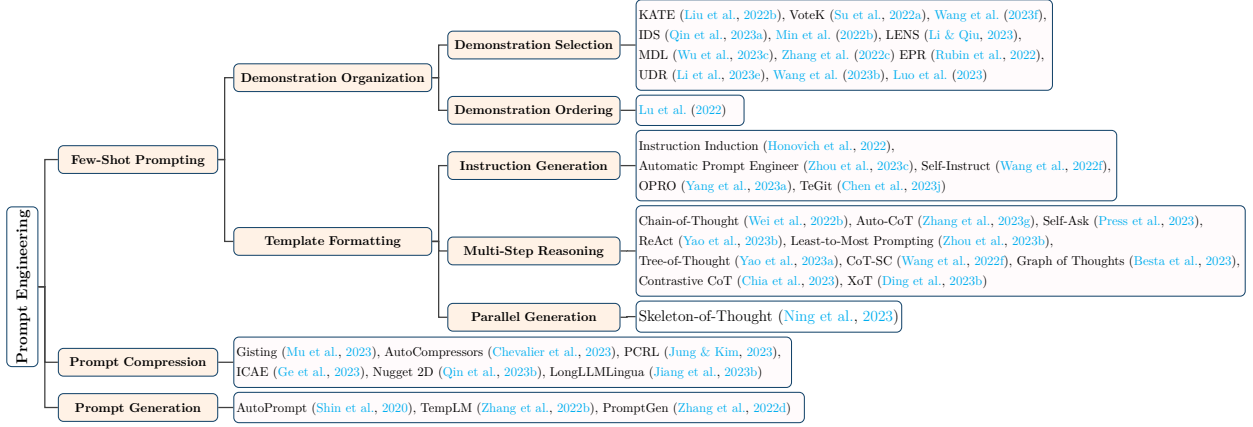 Prompt Engineering
Few-Shot Prompting
Demonstration Organization
Demonstration Selection
KATE (Liu et al., 2022b), VoteK (Su et al., 2022a), Wang et al. (2023f),
IDS (Qin et al., 2023a), Min et al. (2022b), LENS (Li & Qiu, 2023),
MDL (Wu et al., 2023c), Zhang et al. (2022c) EPR (Rubin et al., 2022),
UDR (Li et al., 2023e), Wang et al. (2023b), Luo et al. (2023)
Demonstration Ordering
Lu et al. (2022)
Template Formatting
Instruction Generation
Instruction Induction (Honovich et al., 2022),
Automatic Prompt Engineer (Zhou et al., 2023c), Self-Instruct (Wang et al., 2022f),
OPRO (Yang et al., 2023a), TeGit (Chen et al., 2023j)
Multi-Step Reasoning
Chain-of-Thought (Wei et al., 2022b), Auto-CoT (Zhang et al., 2023g), Self-Ask (Press et al., 2023),
ReAct (Yao et al., 2023b), Least-to-Most Prompting (Zhou et al., 2023b),
Tree-of-Thought (Yao et al., 2023a), CoT-SC (Wang et al., 2022f), Graph of Thoughts (Besta et al., 2023),
Contrastive CoT (Chia et al., 2023), XoT (Ding et al., 2023b)
Parallel Generation
Skeleton-of-Thought (Ning et al., 2023)
Prompt Compression
Gisting (Mu et al., 2023), AutoCompressors (Chevalier et al., 2023), PCRL (Jung & Kim, 2023),
ICAE (Ge et al., 2023), Nugget 2D (Qin et al., 2023b), LongLLMLingua (Jiang et al., 2023b)
Prompt Generation
AutoPrompt (Shin et al., 2020), TempLM (Zhang et al., 2022b), PromptGen (Zhang et al., 2022d)